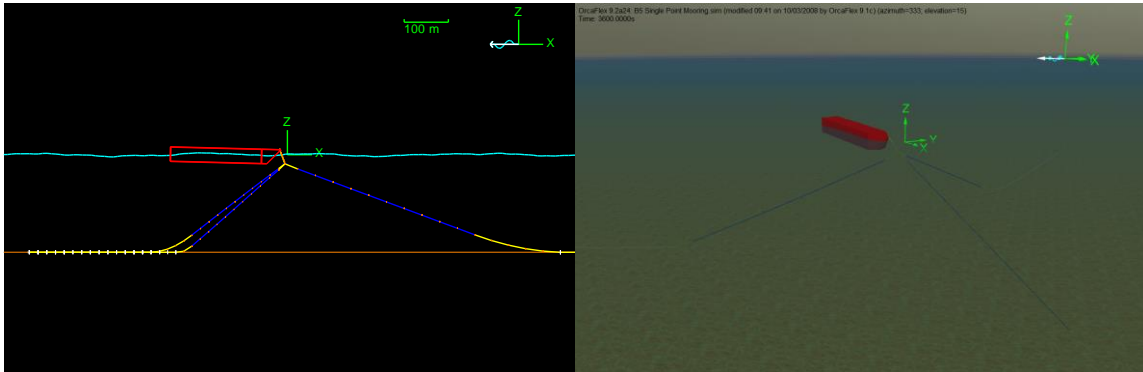 100 m
Z
X
Z
X
OrcaFlex 9.2a24: B5 Single Point Mooring.sim (modified 09:41 on 10/03/2009 by OrcaFlex 9.1c) (azimuth=333; elevation=15)
Time: 3600.0000s
Z
Y
X
Z
Y
X